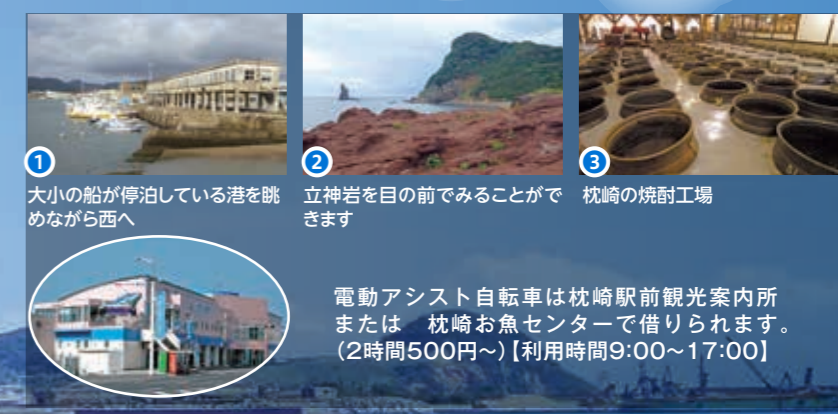 1
大小の船が停泊している港を眺
めながら西へ
2
立神岩を目の前でみることがで
きます
3
枕崎の焼酎工場
電動アシスト自転車は枕崎駅前観光案内所
または 枕崎お魚センターで借りられます。
(2時間500円~)【利用時間9:00~17:00】